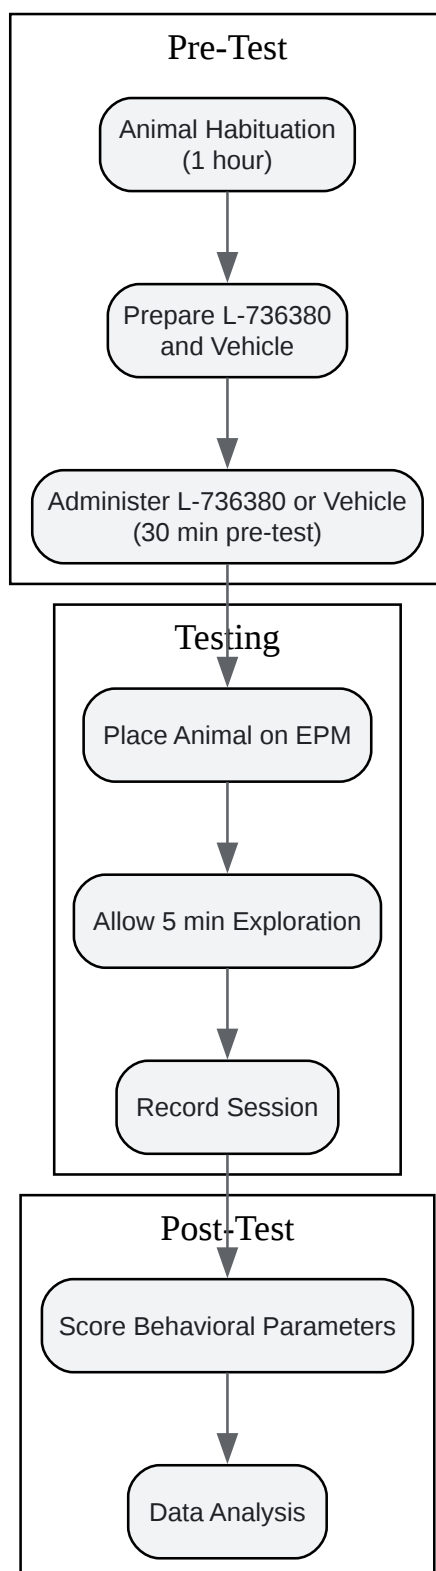 Pre-Test
Animal Habituation
(1 hour)
Prepare L-736380
and Vehicle
Administer L-736380 or Vehicle
(30 min pre-test)
Testing
Place Animal on EPM
Allow 5 min Exploration
Record Session
Post-Test
Score Behavioral Parameters
Data Analysis